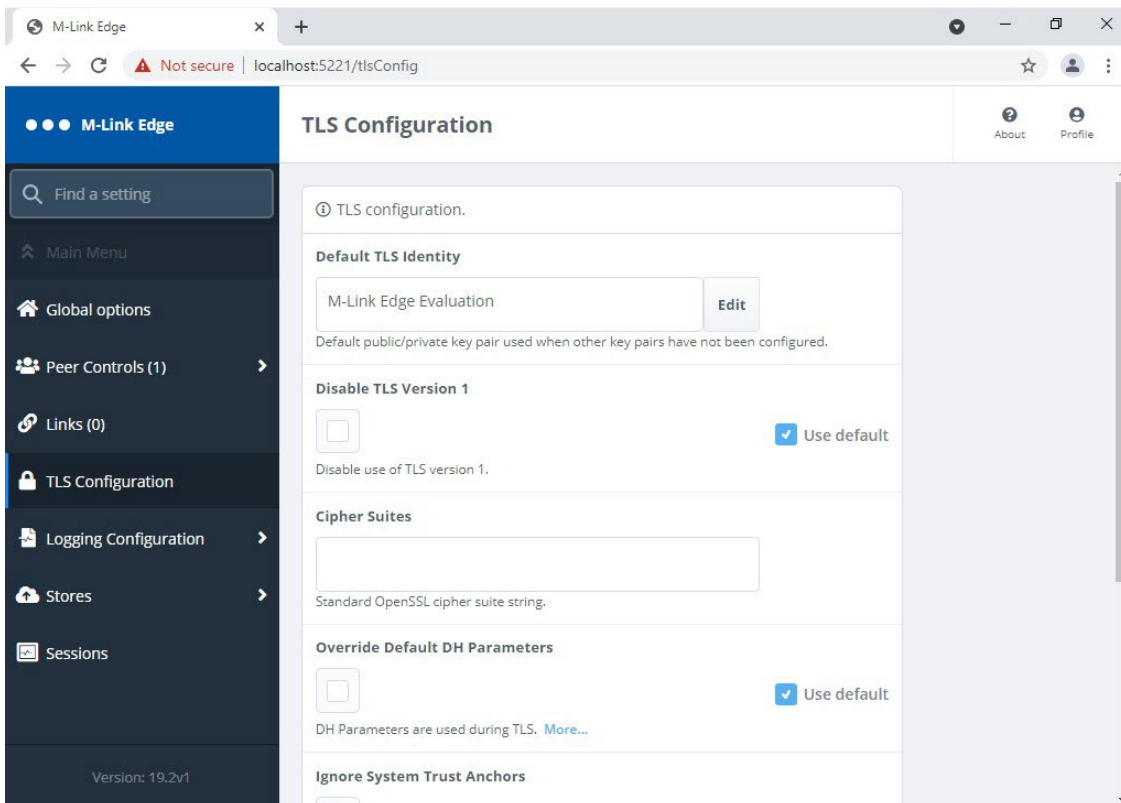 M-Link Edge
Not secure | localhost:5221/tlsConfig
M-Link Edge
TLS Configuration
About
Profile
Find a setting
Main Menu
Global options
Peer Controls (1)
Links (0)
TLS Configuration
Logging Configuration
Stores
Sessions
Version: 19.2v1
TLS configuration.
Default TLS Identity
M-Link Edge Evaluation
Edit
Default public/private key pair used when other key pairs have not been configured.
Disable TLS Version 1
Use default
Disable use of TLS version 1.
Cipher Suites
Standard OpenSSL cipher suite string.
Override Default DH Parameters
Use default
DH Parameters are used during TLS. More...
Ignore System Trust Anchors